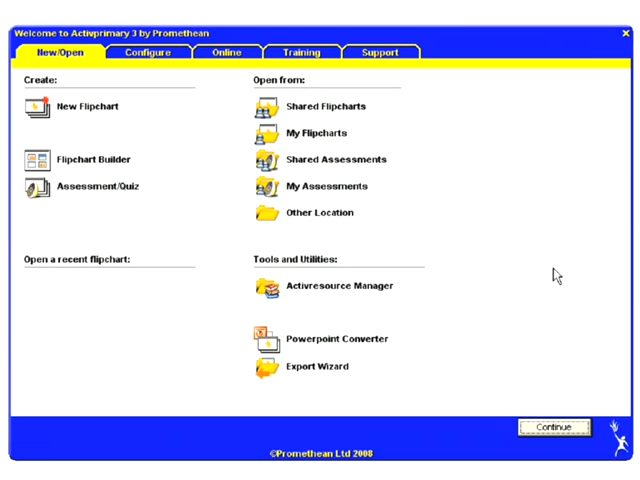 Welcome to Activprimary 3 by Promethean
New/Open
Configure
Online
Training
Support
Create:
New Flipchart
Flipchart Builder
Assessment/Quiz
Open a recent flipchart:
Open from:
Shared Flipcharts
My Flipcharts
Shared Assessments
My Assessments
Other Location
Tools and Utilities:
Activresource Manager
Powerpoint Converter
Export Wizard
Continue
©Promethean Ltd 2008